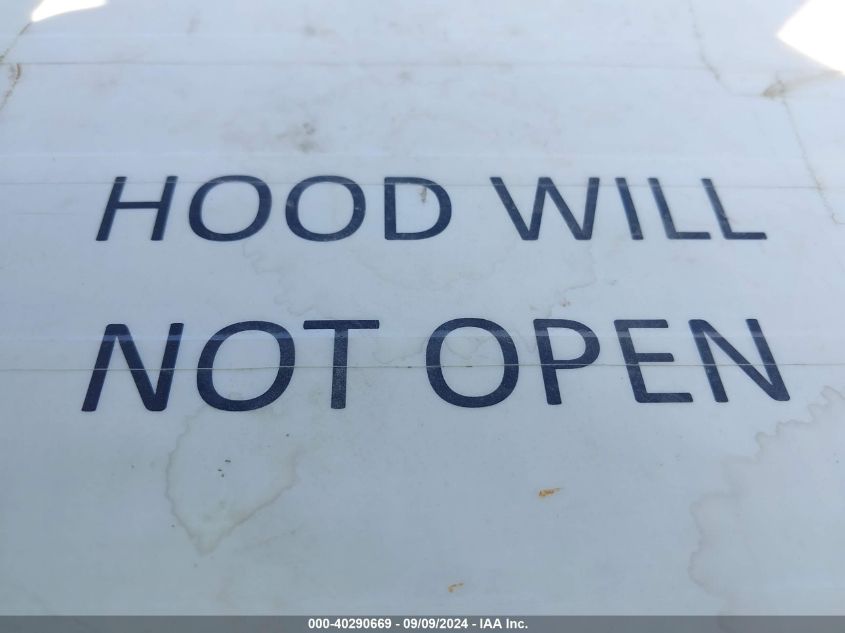 HOOD WILL
NOT OPEN
000-40290669 - 09/09/2024 - IAA Inc.